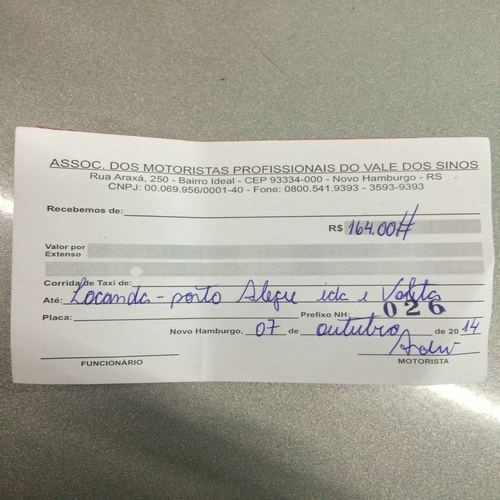 ASSOC. DOS MOTORISTAS PROFISSIONAIS DO VALE DOS SINOS
Rua Araxá, 250 - Bairro Ideal - CEP 93334-000 - Novo Hamburgo - RS
CNPJ: 00.069.956/0001-40 - Fone: 0800.541.9393 - 3593-9393
Recebemos de:
R$ 164.00#
Valor por Extenso
Corrida de Taxi de:
Até: Locanda - porto Alegre ida e Volta
Placa: Prefixo NH: 026
Novo Hamburgo, 07 de outubro de 2014
FUNCIONÁRIO MOTORISTA